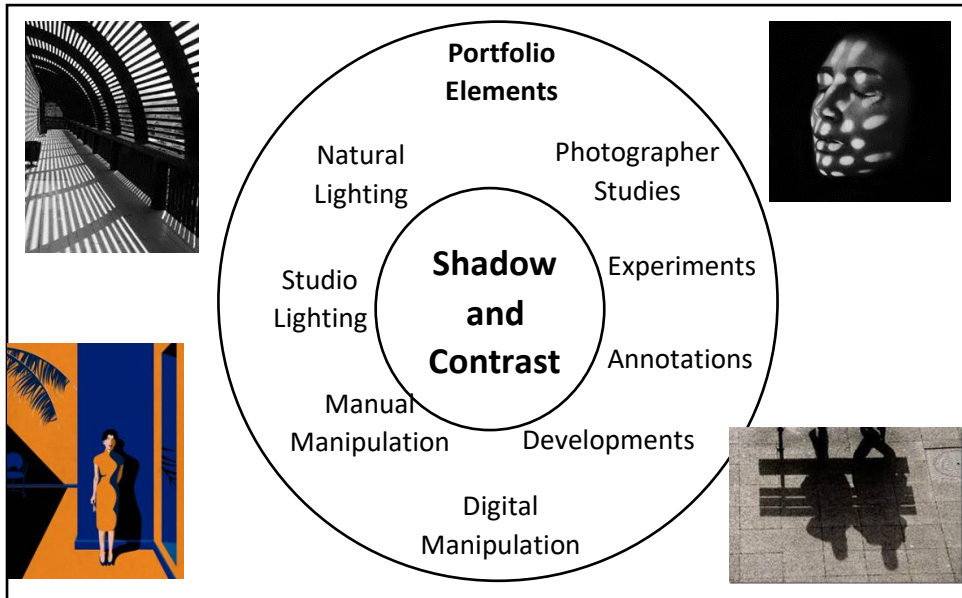 Portfolio
Elements
Natural
Lighting
Photographer
Studies
Shadow
and
Contrast
Studio
Lighting
Experiments
Annotations
Manual
Manipulation
Developments
Digital
Manipulation